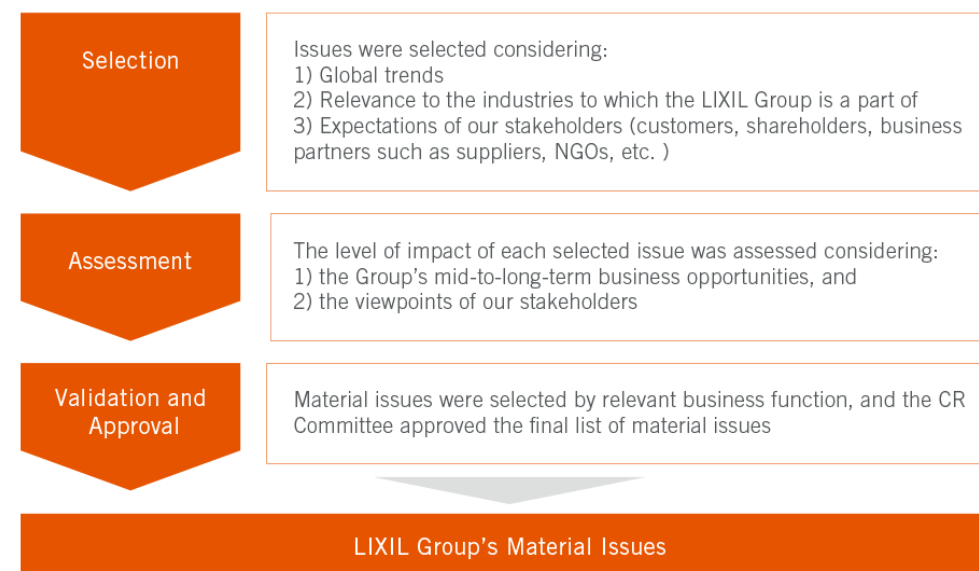 Selection
Issues were selected considering:
1) Global trends
2) Relevance to the industries to which the LIXIL Group is a part of
3) Expectations of our stakeholders (customers, shareholders, business
partners such as suppliers, NGOs, etc. )
Assessment
The level of impact of each selected issue was assessed considering:
1) the Group's mid-to-long-term business opportunities, and
2) the viewpoints of our stakeholders
Validation and
Approval
Material issues were selected by relevant business function, and the CR
Committee approved the final list of material issues
LIXIL Group's Material Issues